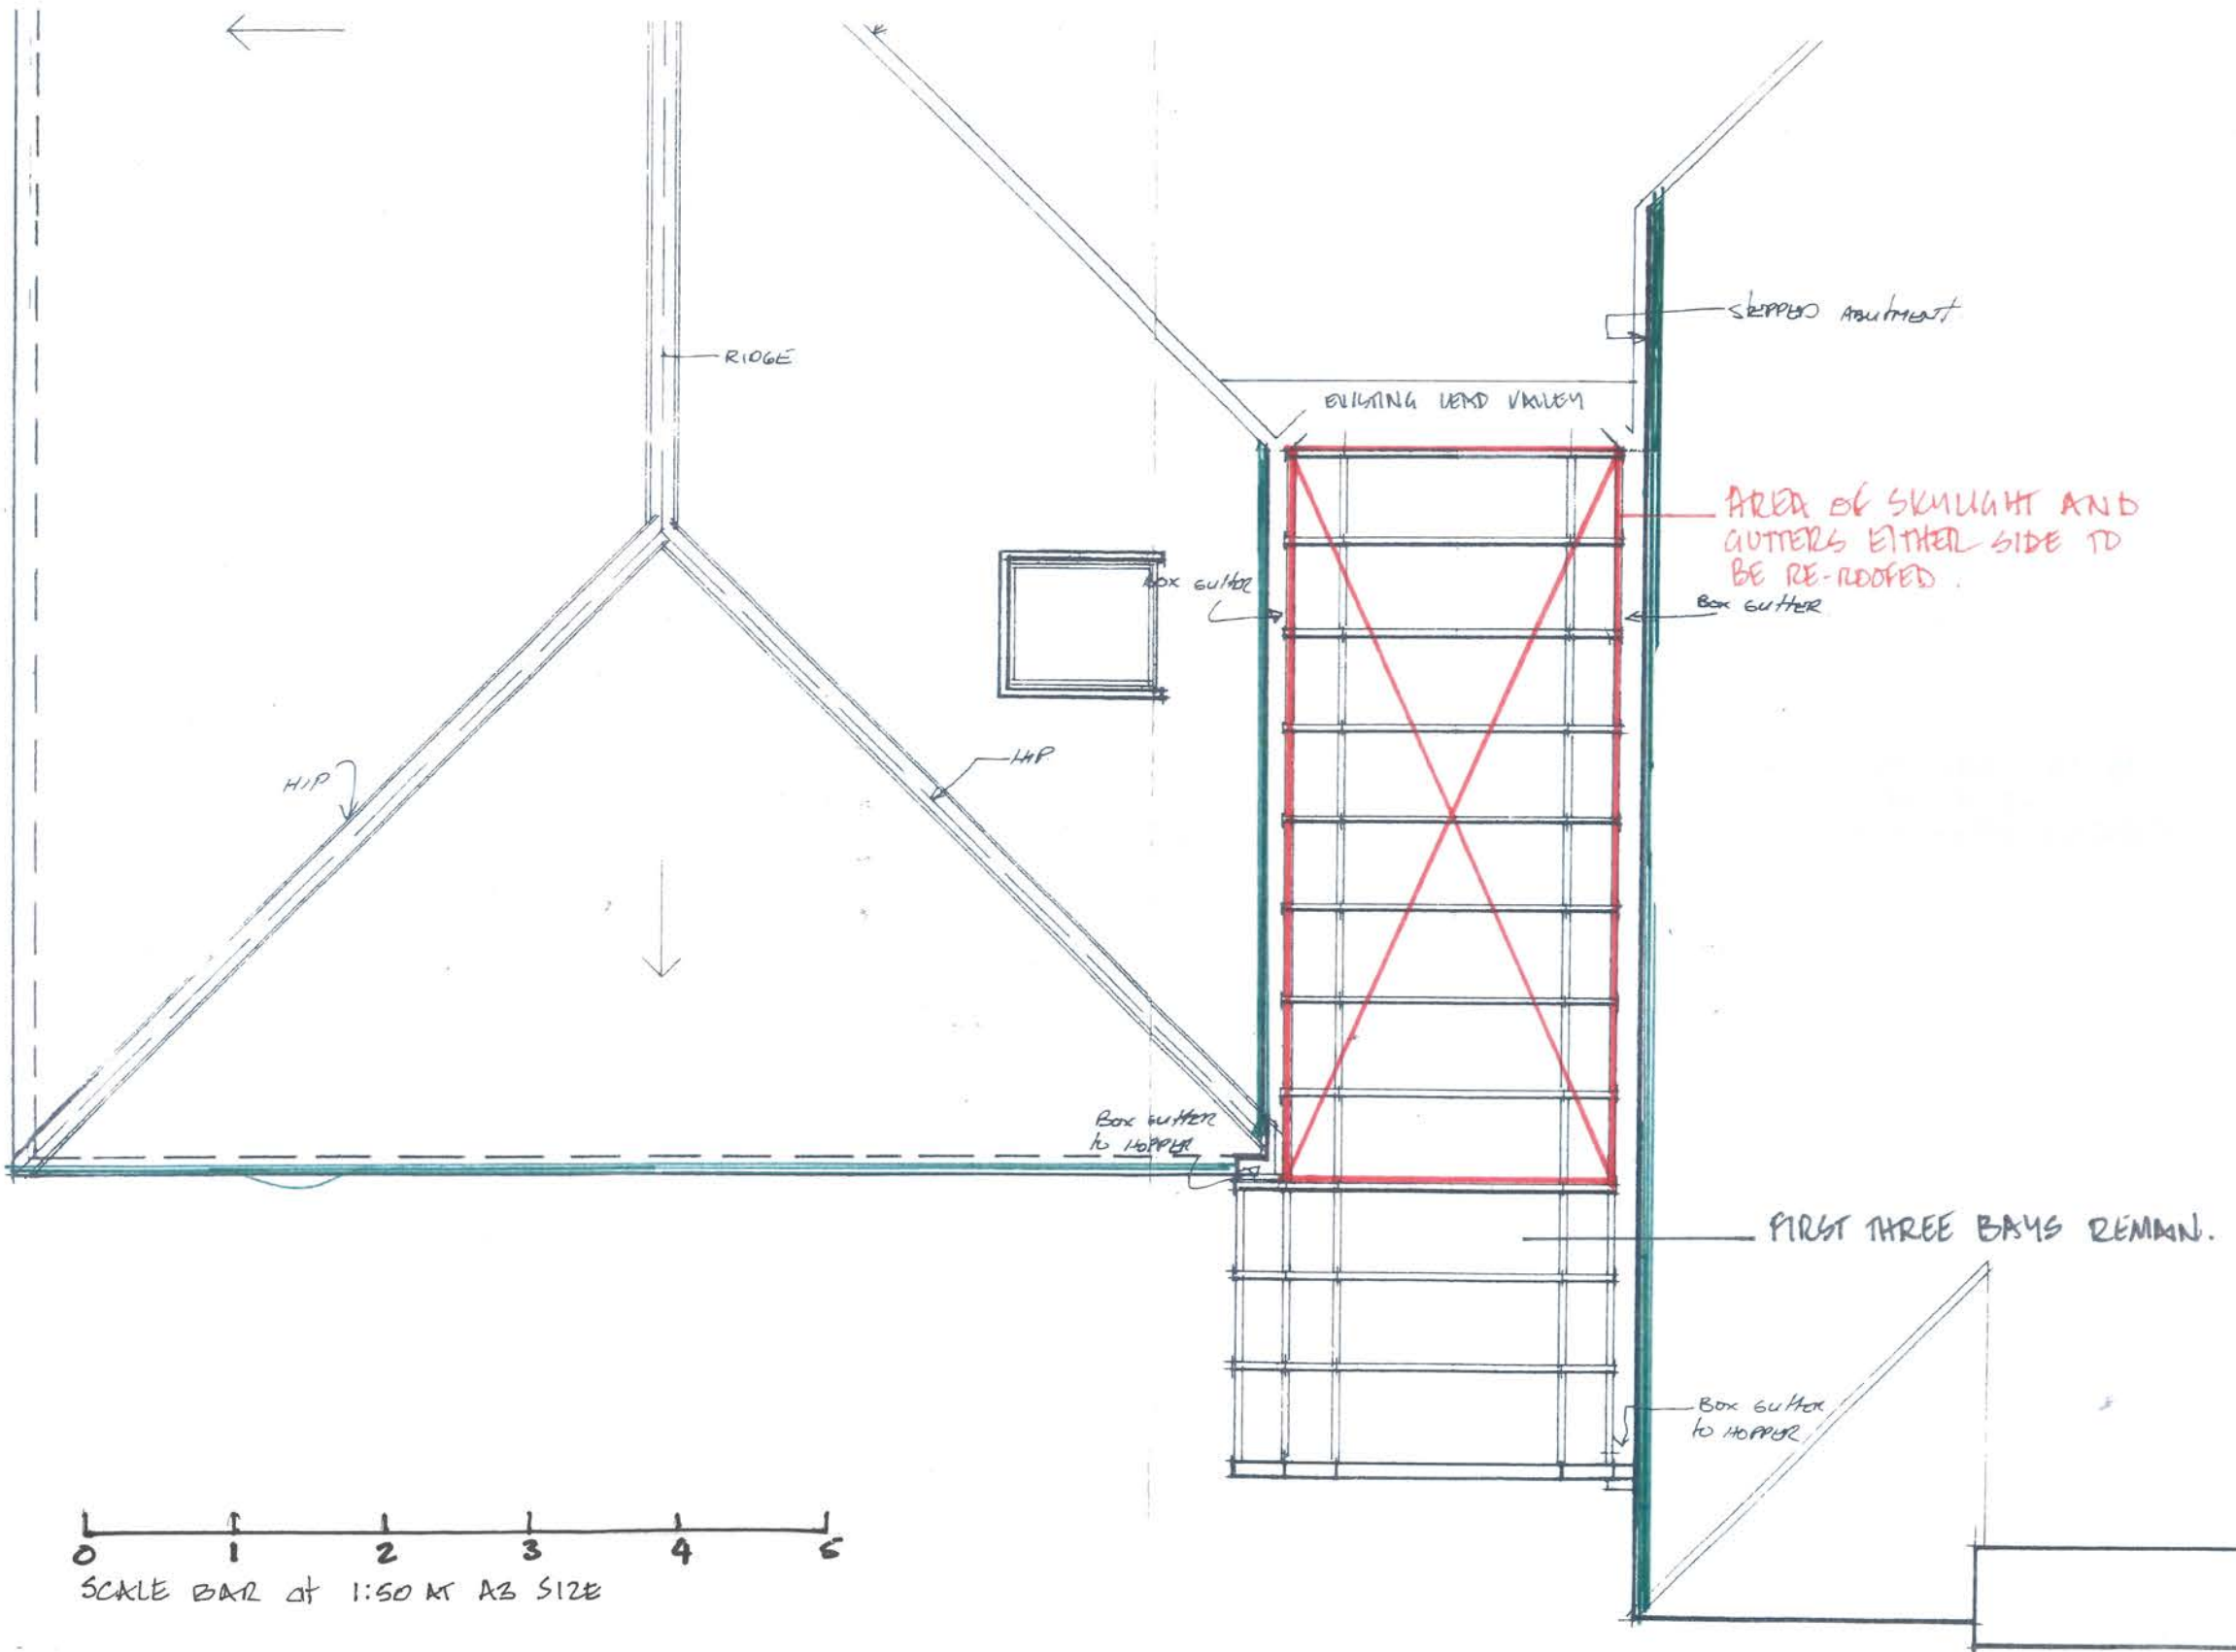 RIDGE
STEPPED ABUTMENT
EXISTING LEAD VALLEY
AREA OF SKYLIGHT AND
GUTTERS EITHER SIDE TO
BE RE-ROOFED.
BOX GUTTER
BOX GUTTER
HIP
HIP
BOX GUTTER
to HOPPER
FIRST THREE BAYS REMAIN.
BOX GUTTER
to HOPPER
0 1 2 3 4 5
SCALE BAR at 1:50 AT A3 SIZE